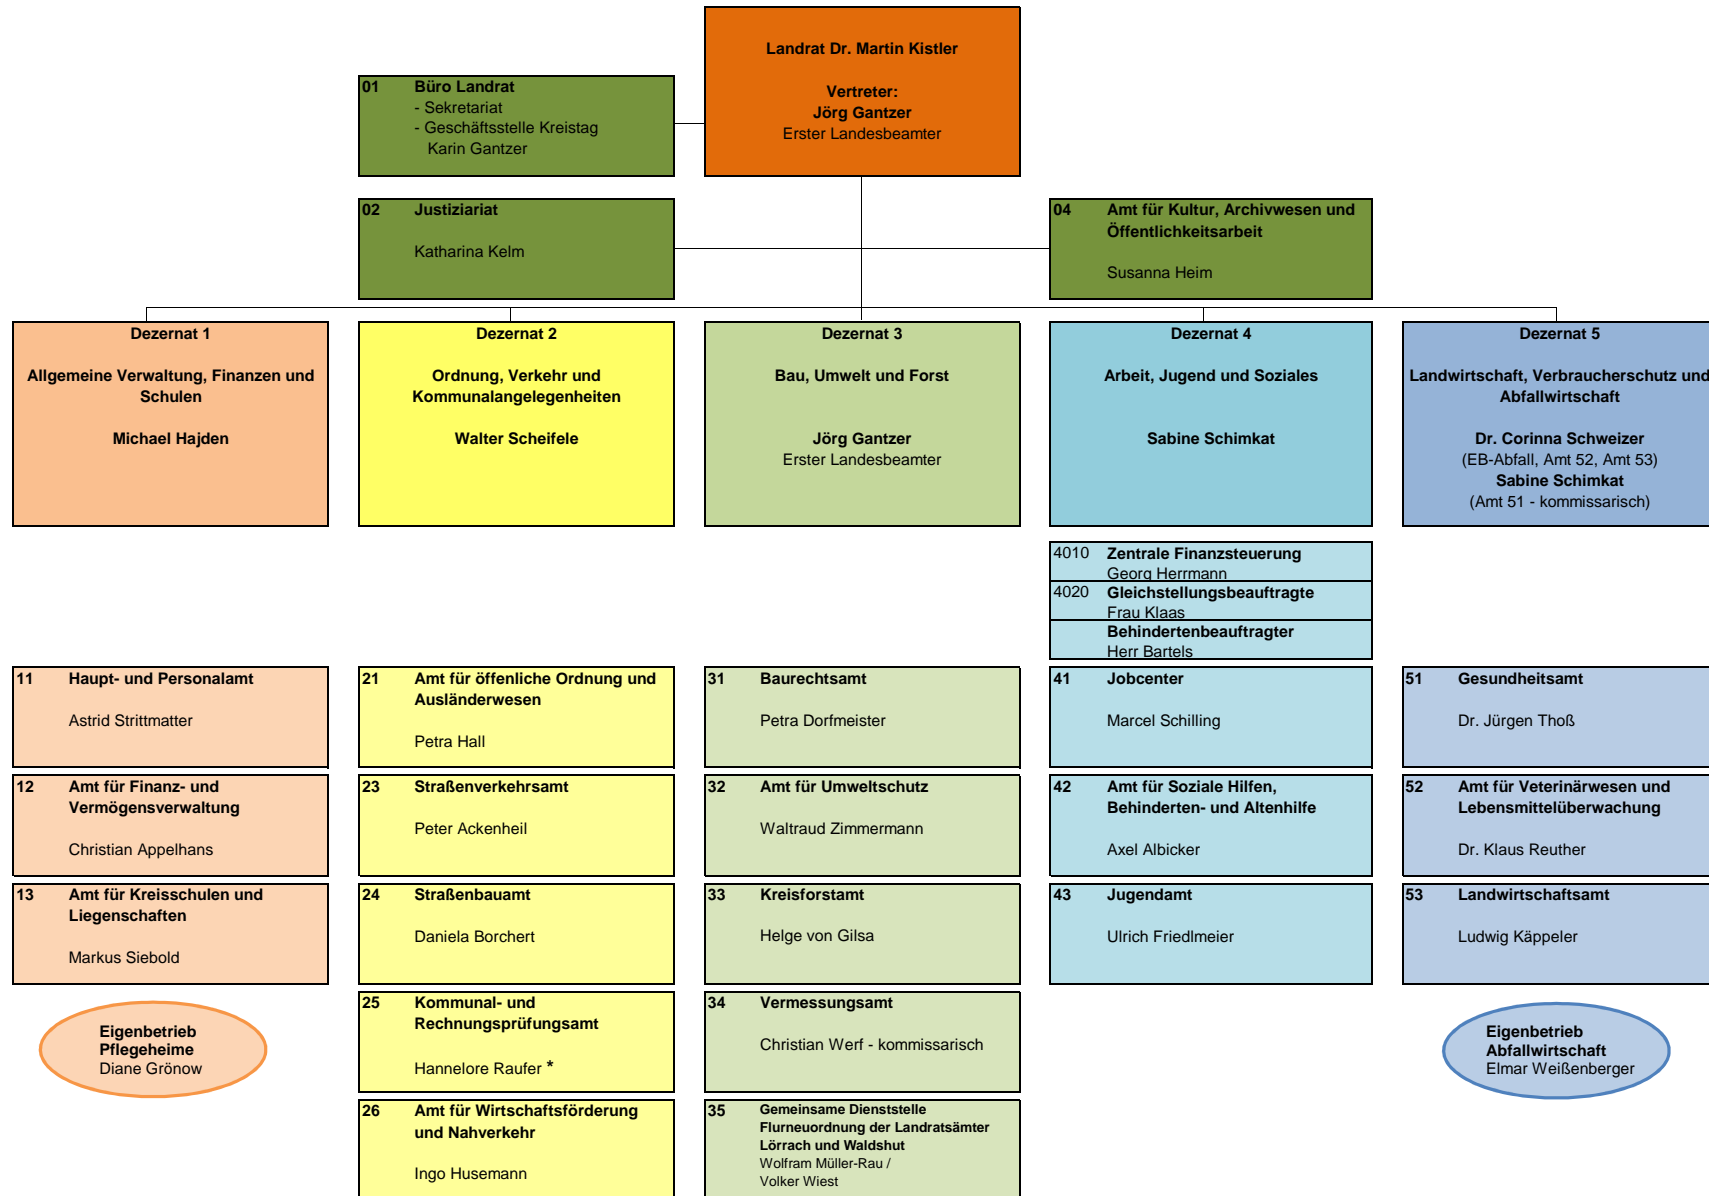 Landrat Dr. Martin Kistler
Vertreter:
Jörg Gantzer
Erster Landesbeamter
01 Büro Landrat
- Sekretariat
- Geschäftsstelle Kreistag
Karin Gantzer
02 Justiziariat
Katharina Kelm
04 Amt für Kultur, Archivwesen und
Öffentlichkeitsarbeit
Susanna Heim
Dezernat 1
Allgemeine Verwaltung, Finanzen und
Schulen
Michael Hajden
Dezernat 2
Ordnung, Verkehr und
Kommunalangelegenheiten
Walter Scheifele
Dezernat 3
Bau, Umwelt und Forst
Jörg Gantzer
Erster Landesbeamter
Dezernat 4
Arbeit, Jugend und Soziales
Sabine Schimkat
Dezernat 5
Landwirtschaft, Verbraucherschutz und
Abfallwirtschaft
Dr. Corinna Schweizer
(EB-Abfall, Amt 52, Amt 53)
Sabine Schimkat
(Amt 51 - kommissarisch)
4010 Zentrale Finanzsteuerung
Georg Herrmann
4020 Gleichstellungsbeauftragte
Frau Klaas
Behindertenbeauftragter
Herr Bartels
11 Haupt- und Personalamt
Astrid Strittmatter
12 Amt für Finanz- und
Vermögensverwaltung
Christian Appelhans
13 Amt für Kreisschulen und
Liegenschaften
Markus Siebold
Eigenbetrieb
Pflegeheime
Diane Grönow
21 Amt für öffenliche Ordnung und
Ausländerwesen
Petra Hall
23 Straßenverkehrsamt
Peter Ackenheil
24 Straßenbauamt
Daniela Borchert
25 Kommunal- und
Rechnungsprüfungsamt
Hannelore Raufer *
26 Amt für Wirtschaftsförderung
und Nahverkehr
Ingo Husemann
31 Baurechtsamt
Petra Dorfmeister
32 Amt für Umweltschutz
Waltraud Zimmermann
33 Kreisforstamt
Helge von Gilsa
34 Vermessungsamt
Christian Werf - kommissarisch
35 Gemeinsame Dienststelle
Flurneuordnung der Landratsämter
Lörrach und Waldshut
Wolfram Müller-Rau /
Volker Wiest
41 Jobcenter
Marcel Schilling
42 Amt für Soziale Hilfen,
Behinderten- und Altenhilfe
Axel Albicker
43 Jugendamt
Ulrich Friedlmeier
51 Gesundheitsamt
Dr. Jürgen Thoß
52 Amt für Veterinärwesen und
Lebensmittelüberwachung
Dr. Klaus Reuther
53 Landwirtschaftsamt
Ludwig Käppeler
Eigenbetrieb
Abfallwirtschaft
Elmar Weißenberger